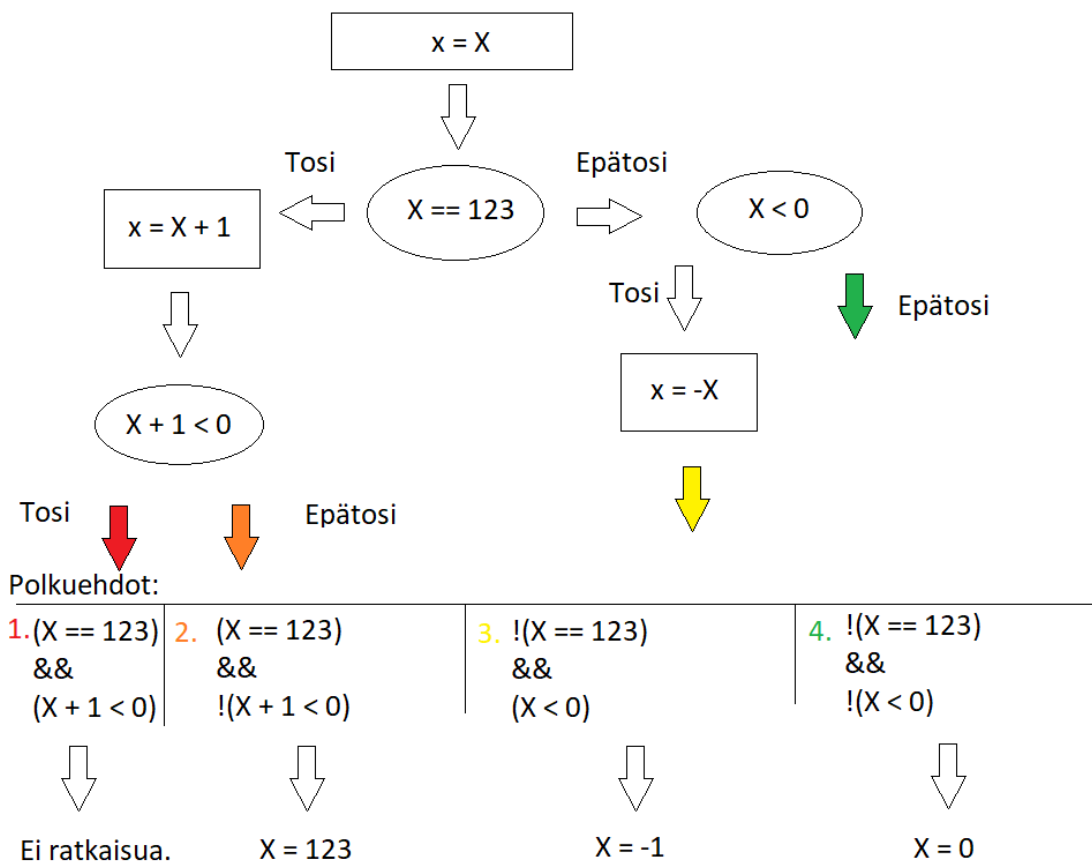 x = X
Tosi
Epätosi
x = X + 1
X == 123
X < 0
Tosi
Epätosi
x = -X
X + 1 < 0
Tosi
Epätosi
Polkuehdot:
1. (X == 123)
&&
(X + 1 < 0)
2. (X == 123)
&&
!(X + 1 < 0)
3. !(X == 123)
&&
(X < 0)
4. !(X == 123)
&&
!(X < 0)
Ei ratkaisua.
X = 123
X = -1
X = 0